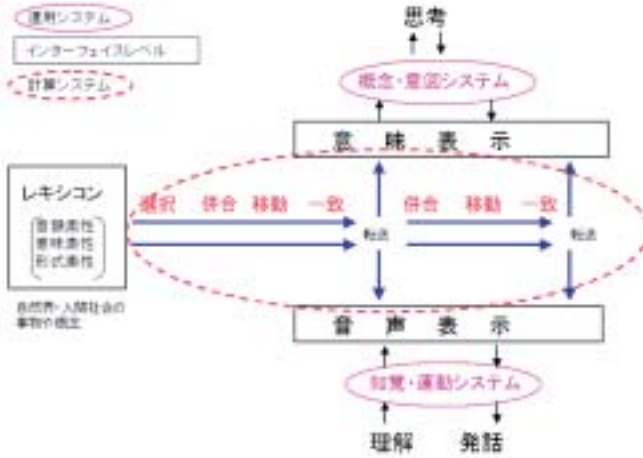 運用システム
インターフェイスレベル
計算システム
思考
概念・意図システム
意 味 表 示
レキシコン
音韻素性
意味素性
形式素性
選択 併合 移動 一致
併合 移動 一致
転送
転送
自然界・人間社会の
事物や概念
音 声 表 示
知覚・運動システム
理解
発話